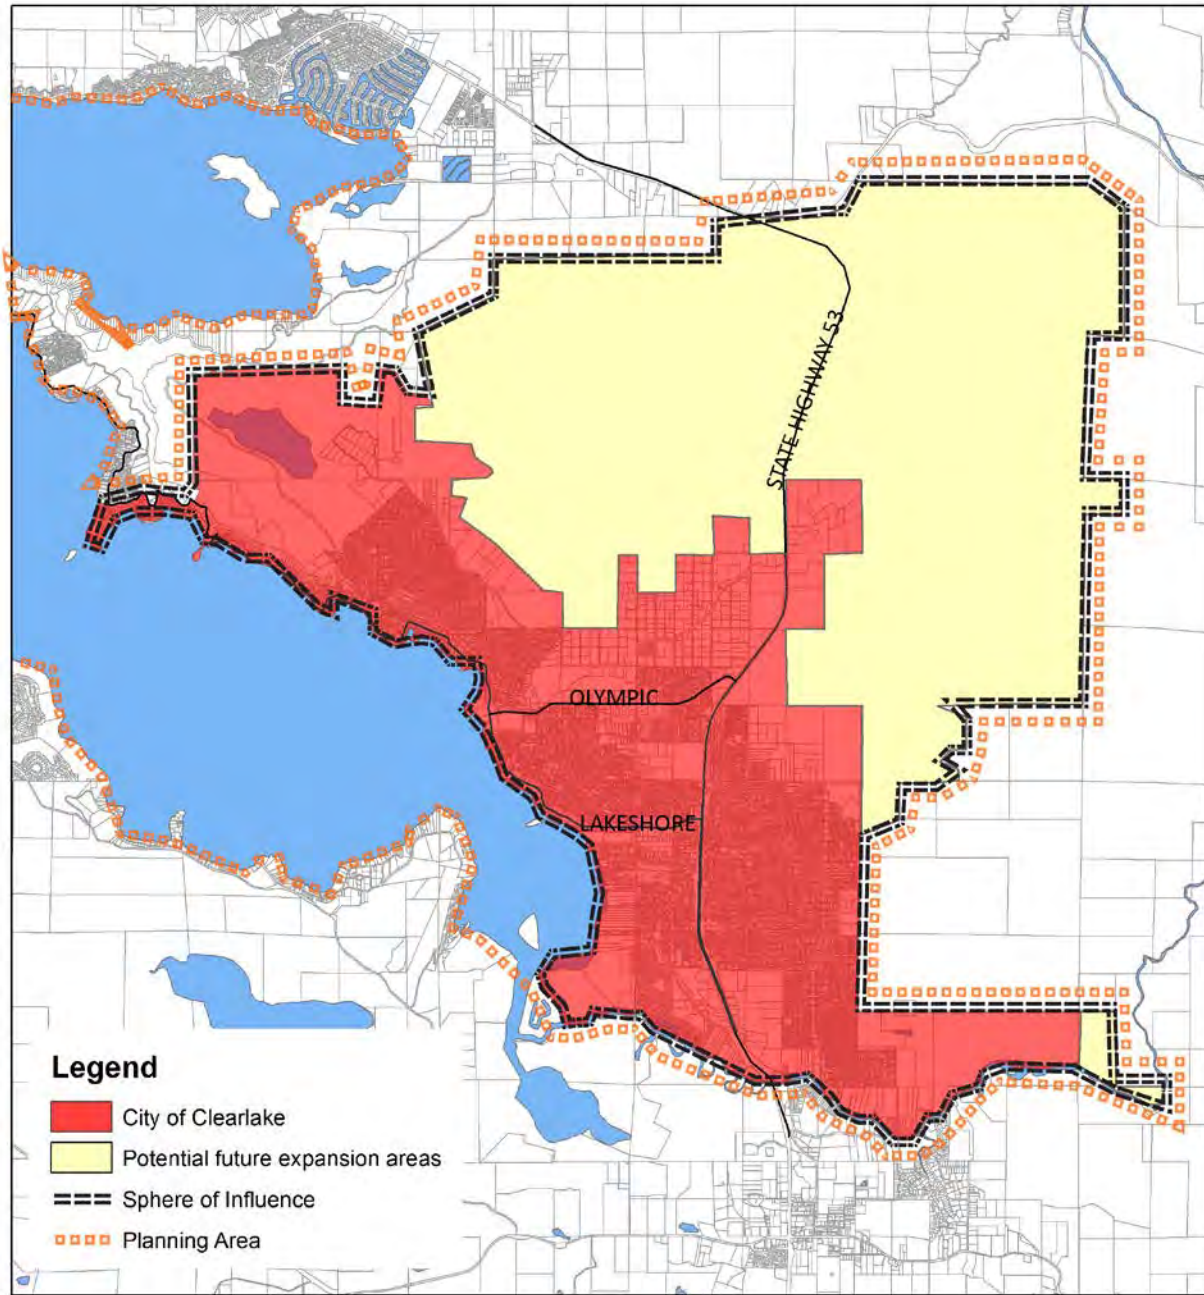 STATE HIGHWAY 53
OLYMPIC
LAKESHORE
Legend
City of Clearlake
Potential future expansion areas
Sphere of Influence
Planning Area